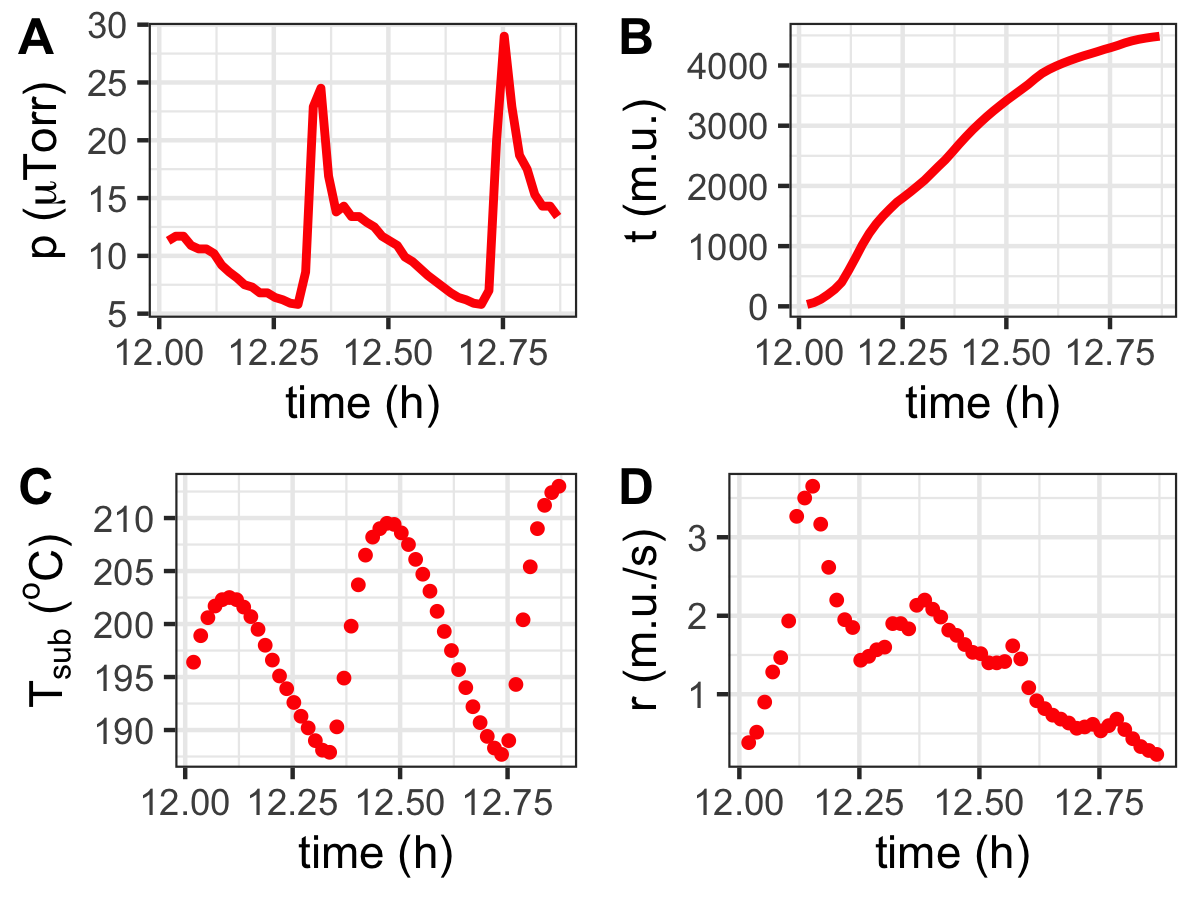 A
p (μTorr)
30
25
20
15
10
5
12.00 12.25 12.50 12.75
time (h)
B
t (m.u.)
4000
3000
2000
1000
0
12.00 12.25 12.50 12.75
time (h)
C
Tsub (oC)
210
205
200
195
190
12.00 12.25 12.50 12.75
time (h)
D
r (m.u./s)
3
2
1
12.00 12.25 12.50 12.75
time (h)